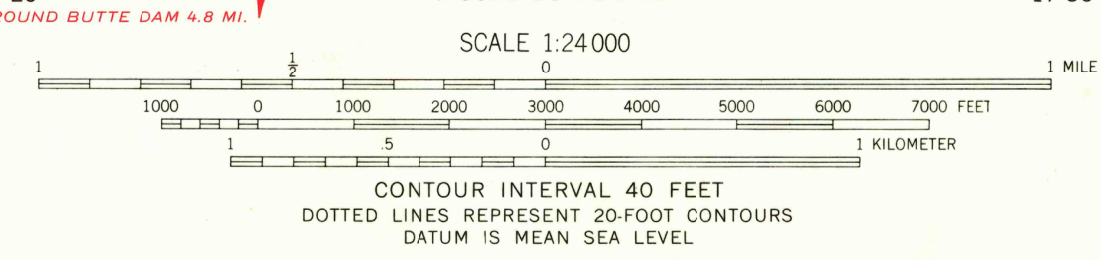 ROUND BUTTE DAM 4.8 MI.
SCALE 1:24 000
1 ½ 0 1 MILE
1000 0 1000 2000 3000 4000 5000 6000 7000 FEET
1 .5 0 1 KILOMETER
CONTOUR INTERVAL 40 FEET
DOTTED LINES REPRESENT 20-FOOT CONTOURS
DATUM IS MEAN SEA LEVEL